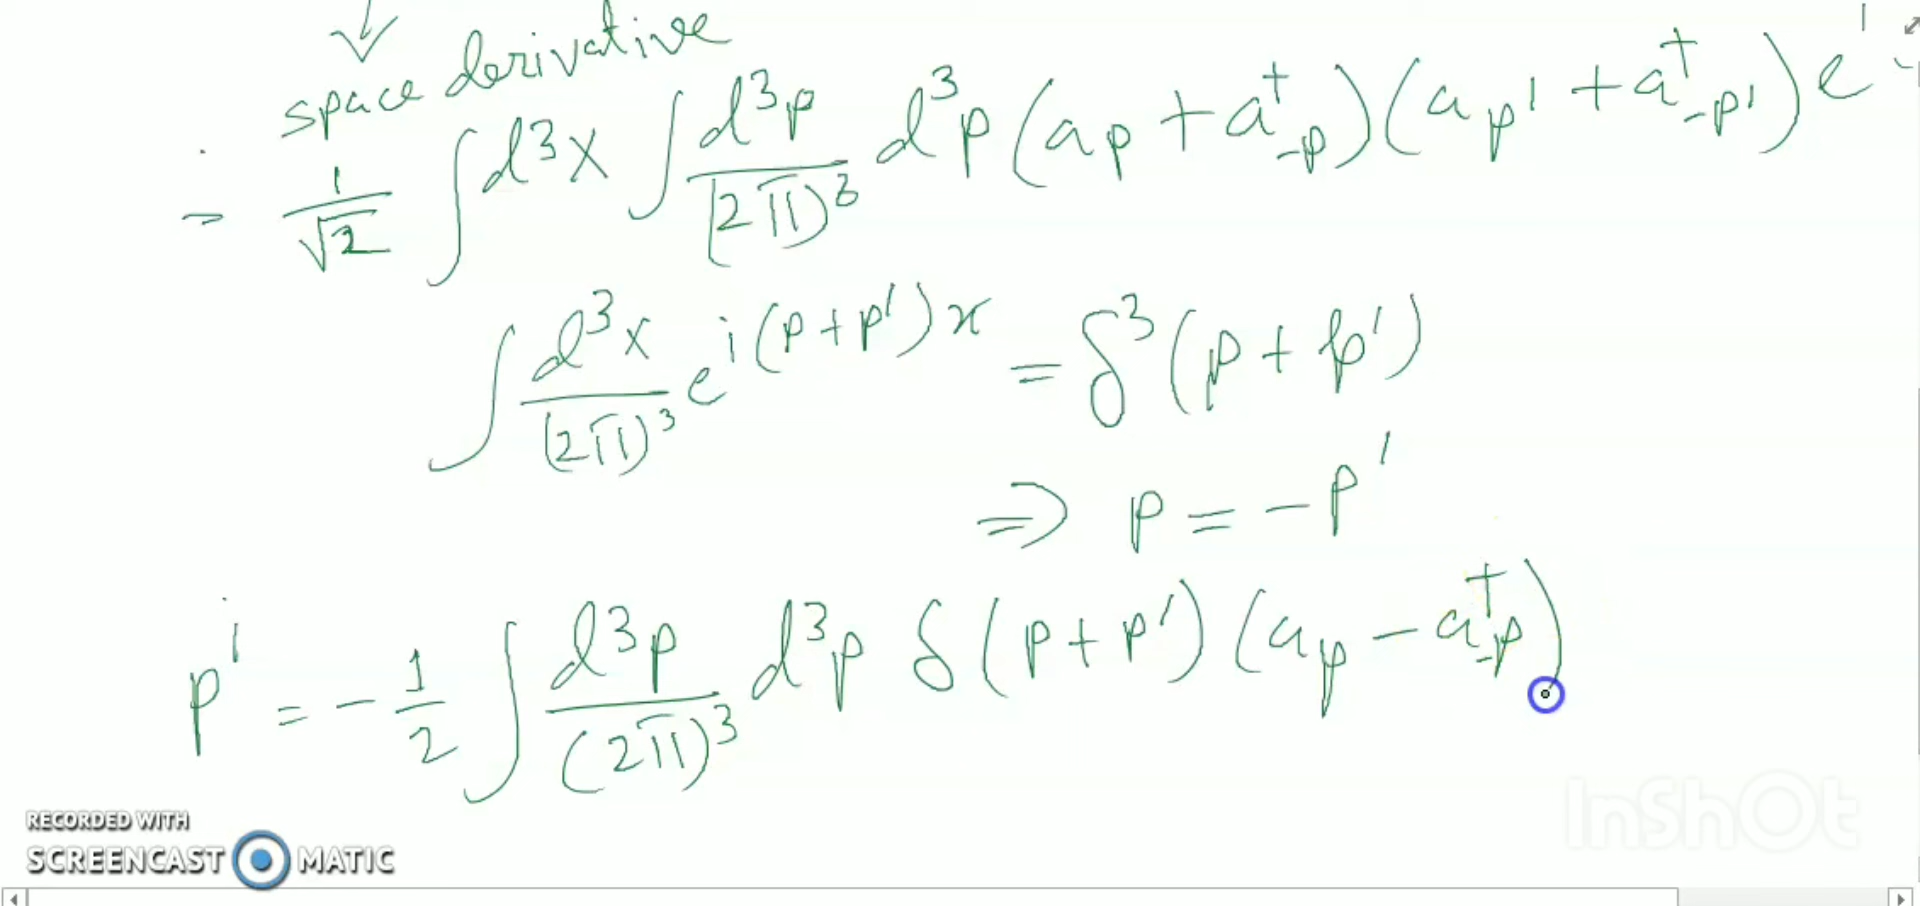 space derivative
= 1/√2 ∫ d³x ∫ d³p/(2π)³ d³p (a_p + a†_-p) (a_p' + a†_-p') e^i
∫ d³x/(2π)³ e^i(p+p')x = δ³(p + p')
⇒ p = -p'
p^i = -1/2 ∫ d³p/(2π)³ d³p δ(p + p') (a_p - a†_-p)
InShOt
RECORDED WITH
SCREENCAST MATIC